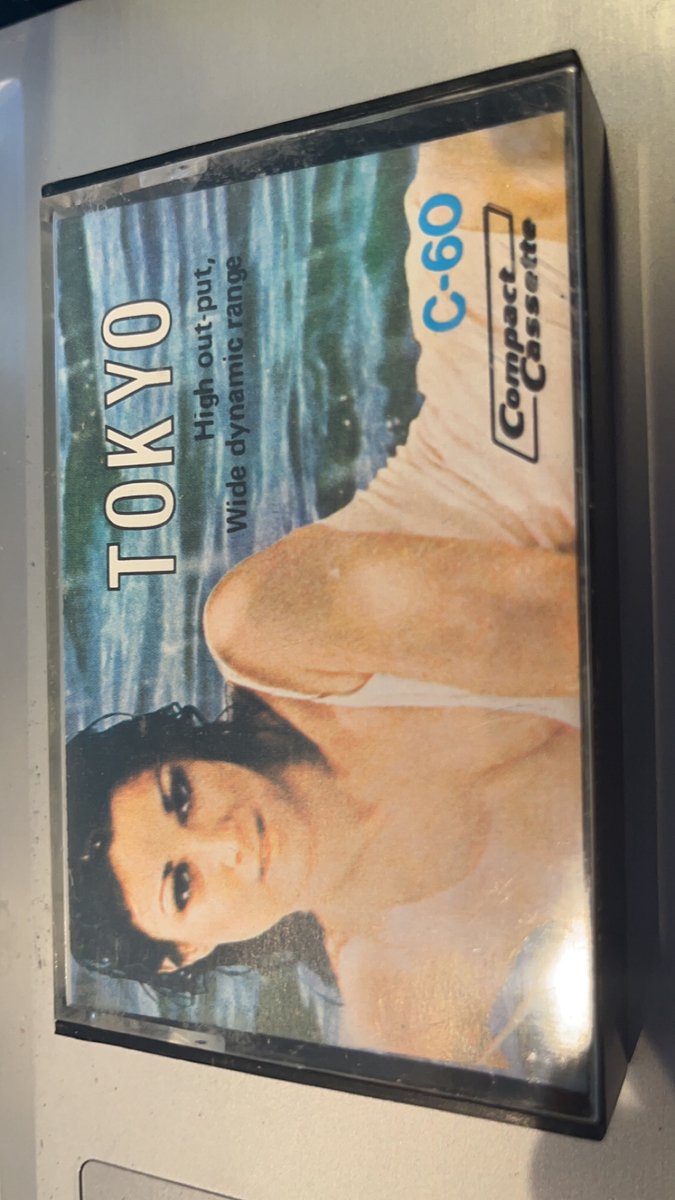 TOKYO
High out-put,
Wide dynamic range
C-60
Compact
Cassette